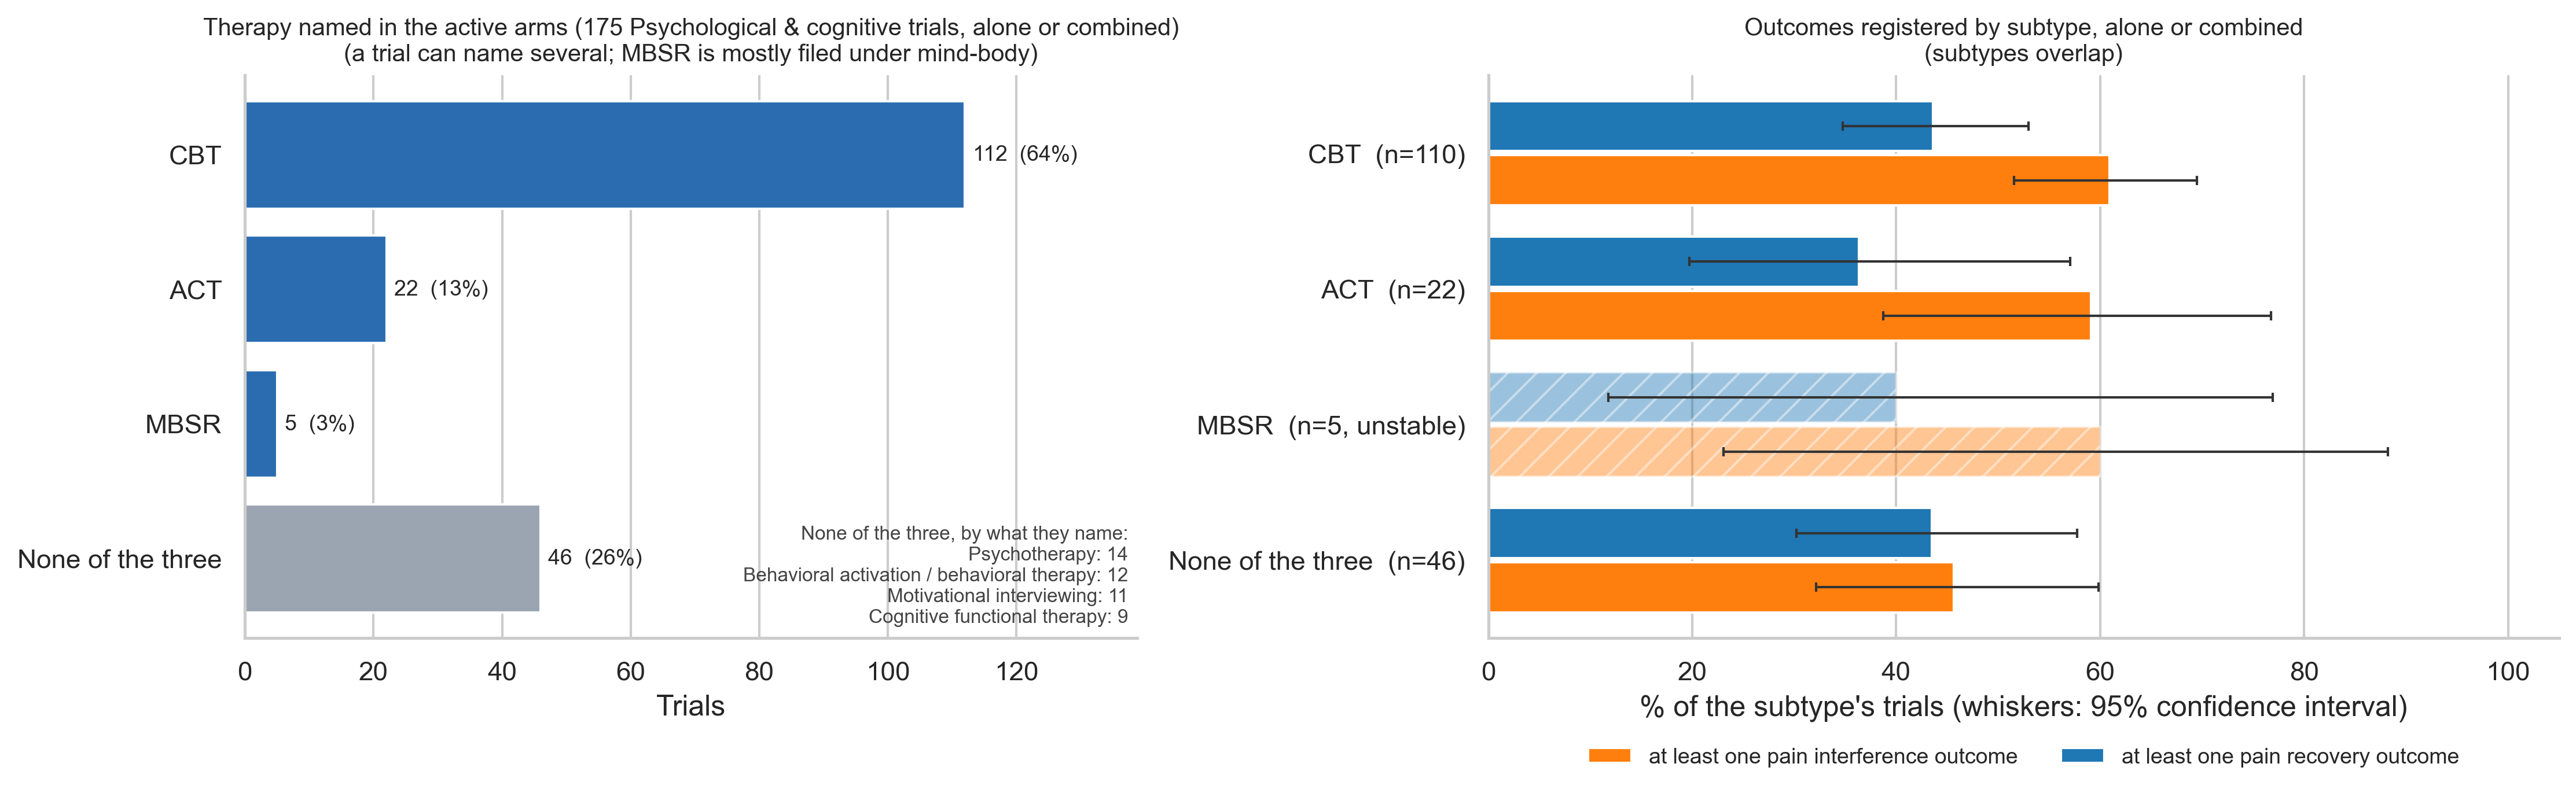 Therapy named in the active arms (175 Psychological & cognitive trials, alone or combined)
(a trial can name several; MBSR is mostly filed under mind-body)
CBT
112 (64%)
ACT
22 (13%)
MBSR
5 (3%)
None of the three
46 (26%)
None of the three, by what they name:
Psychotherapy: 14
Behavioral activation / behavioral therapy: 12
Motivational interviewing: 11
Cognitive functional therapy: 9
0 20 40 60 80 100 120
Trials
Outcomes registered by subtype, alone or combined
(subtypes overlap)
CBT (n=110)
ACT (n=22)
MBSR (n=5, unstable)
None of the three (n=46)
0 20 40 60 80 100
% of the subtype's trials (whiskers: 95% confidence interval)
at least one pain interference outcome
at least one pain recovery outcome